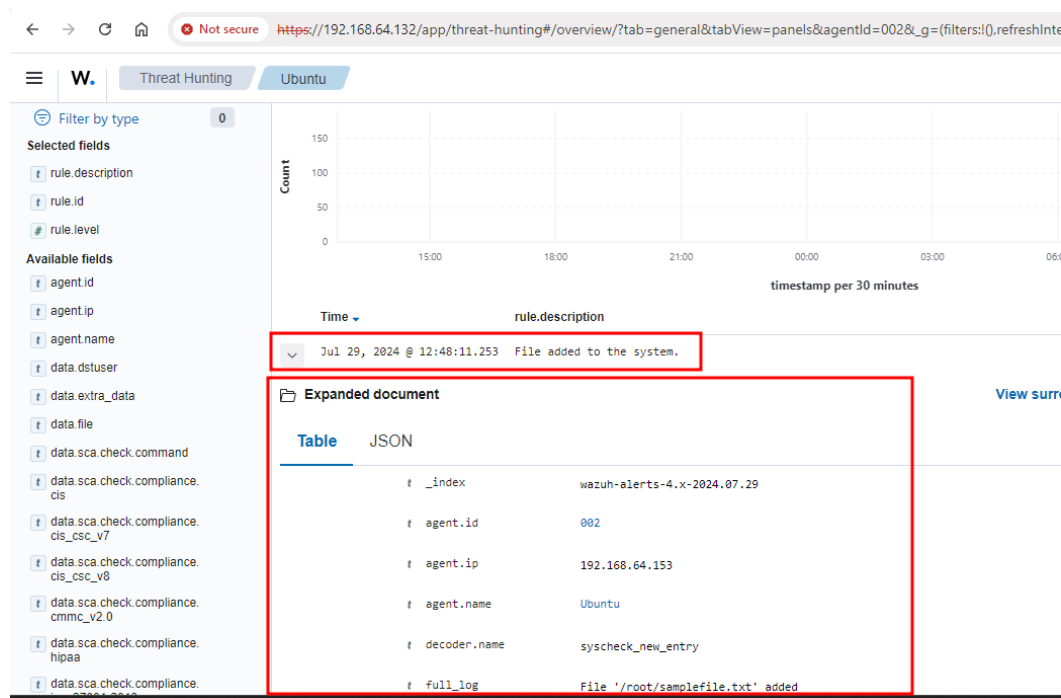 Not secure https://192.168.64.132/app/threat-hunting#/overview/?tab=general&tabView=panels&agentId=002&_g=(filters:!(),refreshInte
W. Threat Hunting Ubuntu
Filter by type 0
Selected fields
t rule.description
t rule.id
# rule.level
Available fields
t agent.id
t agent.ip
t agent.name
t data.dstuser
t data.extra_data
t data.file
t data.sca.check.command
t data.sca.check.compliance.
cis
t data.sca.check.compliance.
cis_csc_v7
t data.sca.check.compliance.
cis_csc_v8
t data.sca.check.compliance.
cmmc_v2.0
t data.sca.check.compliance.
hipaa
t data.sca.check.compliance.
Count
150
100
50
0
15:00 18:00 21:00 00:00 03:00 06:
timestamp per 30 minutes
Time rule.description
Jul 29, 2024 @ 12:48:11.253 File added to the system.
Expanded document View surr
Table JSON
t _index wazuh-alerts-4.x-2024.07.29
t agent.id 002
t agent.ip 192.168.64.153
t agent.name Ubuntu
t decoder.name syscheck_new_entry
t full_log File '/root/samplefile.txt' added